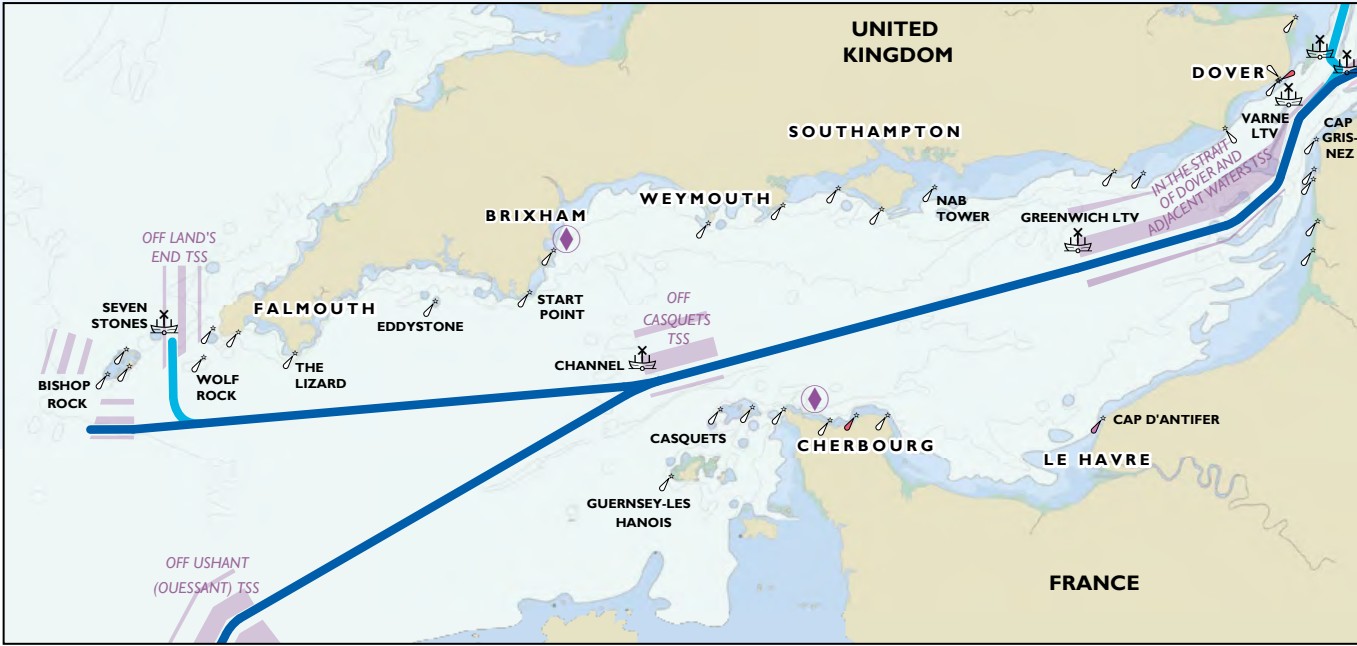 UNITED
KINGDOM
DOVER
VARNE
LTV
CAP
GRIS-
NEZ
SOUTHAMPTON
IN THE STRAIT
OF DOVER AND
ADJACENT WATERS TSS
WEYMOUTH
NAB
TOWER
GREENWICH LTV
BRIXHAM
OFF LAND'S
END TSS
SEVEN
STONES
FALMOUTH
EDDYSTONE
START
POINT
OFF
CASQUETS
TSS
CHANNEL
BISHOP
ROCK
WOLF
ROCK
THE
LIZARD
CASQUETS
CHERBOURG
CAP D'ANTIFER
LE HAVRE
GUERNSEY-LES
HANOIS
OFF USHANT
(OUESSANT) TSS
FRANCE